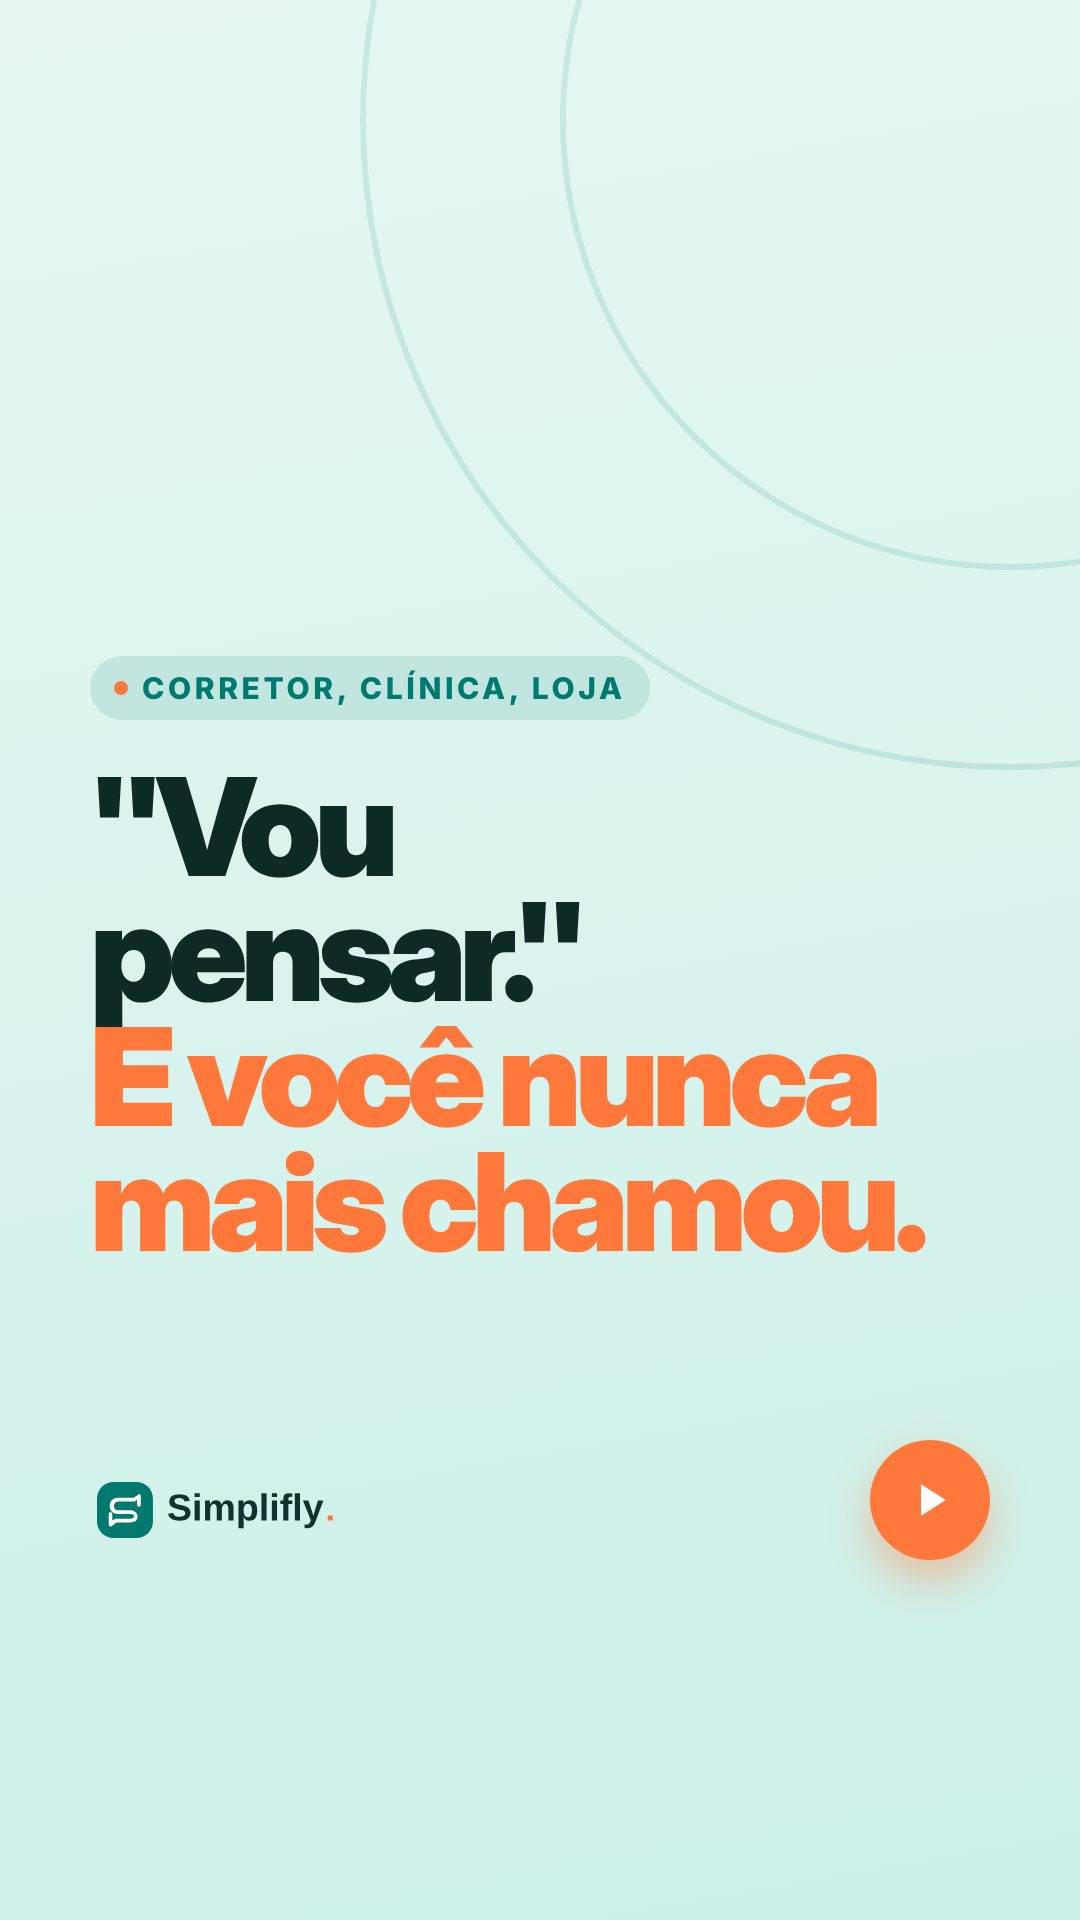 CORRETOR, CLÍNICA, LOJA
"Vou
pensar."
E você nunca
mais chamou.
Simplifly.